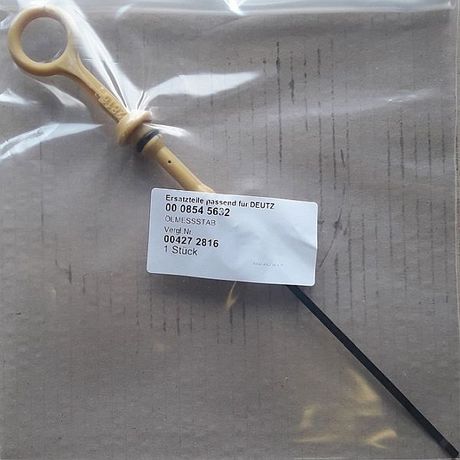 Ersatzteile passend für DEUTZ
00 0854 5632
ÖLMESSSTAB
Vergl.Nr.
00427 2816
1 Stück